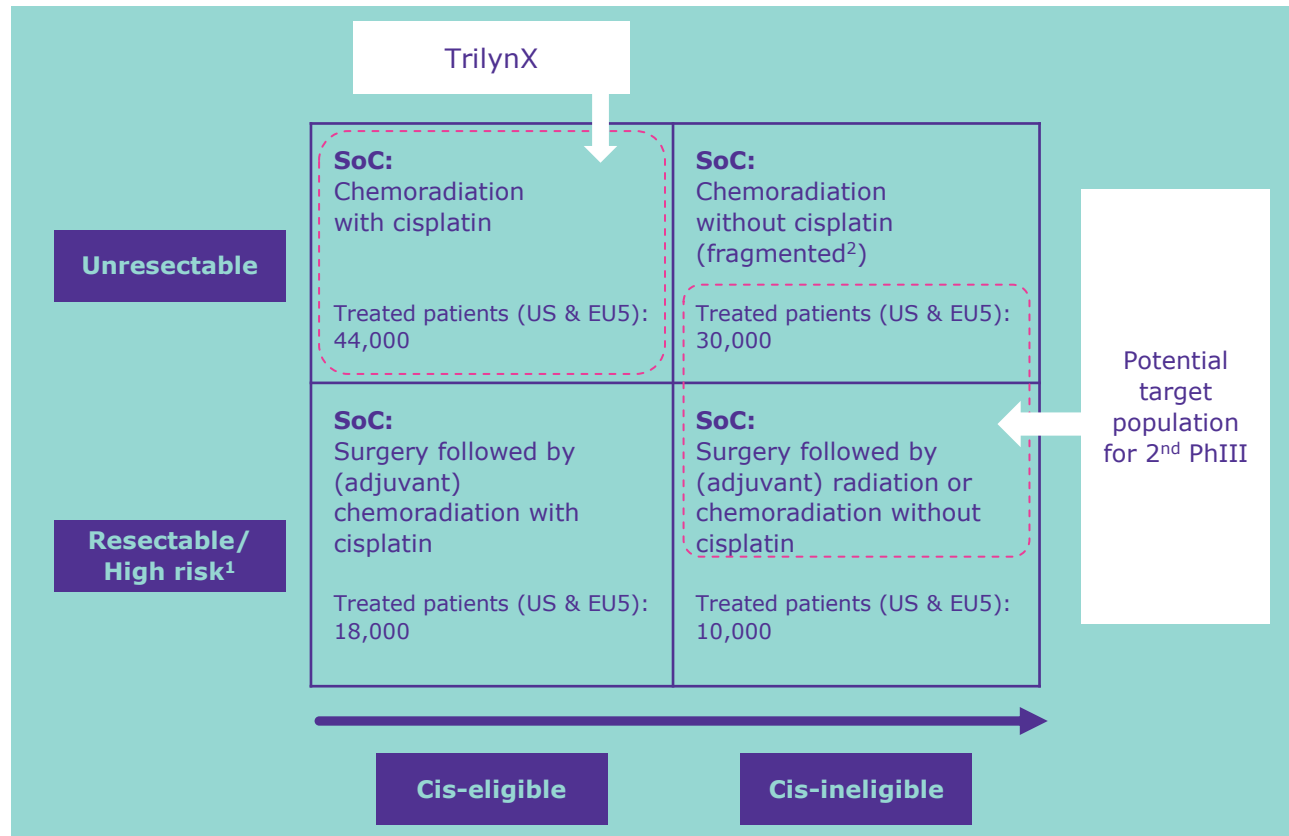 TrilynX
SoC:
Chemoradiation
with cisplatin
Treated patients (US & EU5):
44,000
SoC:
Chemoradiation
without cisplatin
(fragmented²)
Treated patients (US & EU5):
30,000
Unresectable
Potential
target
population
for 2ⁿᵈ PhIII
SoC:
Surgery followed by
(adjuvant)
chemoradiation with
cisplatin
Treated patients (US & EU5):
18,000
SoC:
Surgery followed by
(adjuvant) radiation or
chemoradiation without
cisplatin
Treated patients (US & EU5):
10,000
Resectable/
High risk¹
Cis-eligible
Cis-ineligible